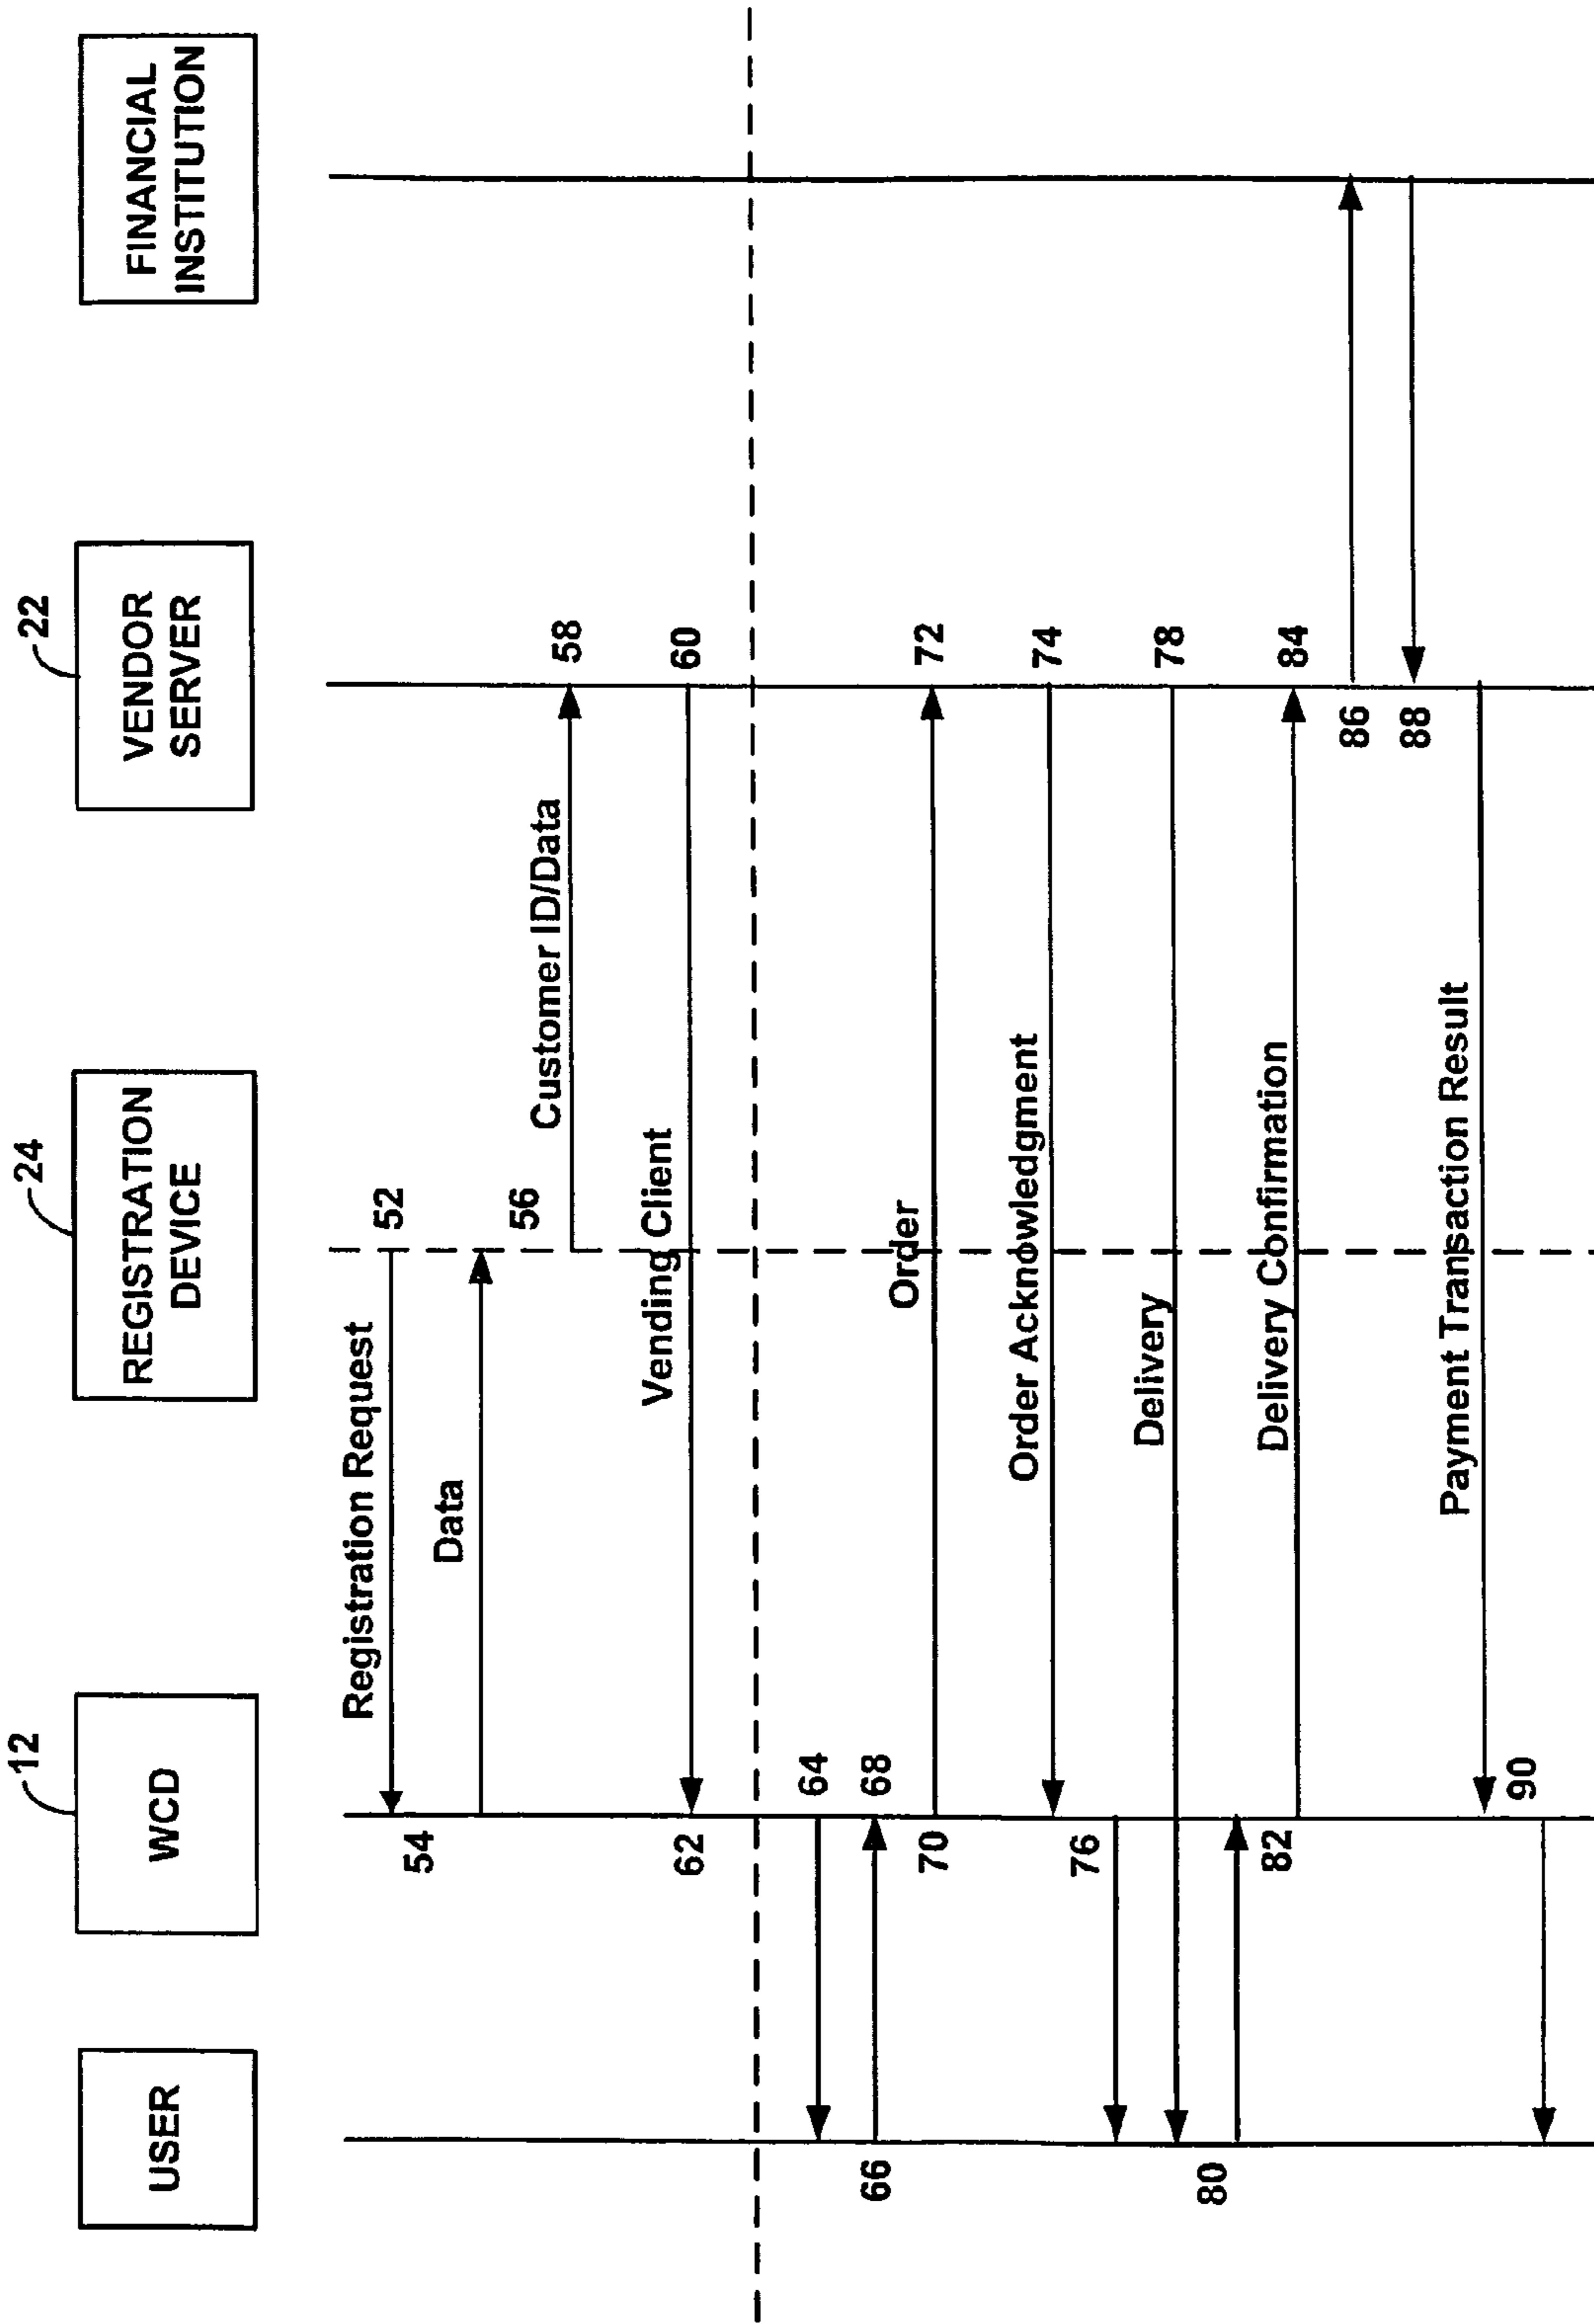 12
24
22
USER
WCD
REGISTRATION
DEVICE
VENDOR
SERVER
FINANCIAL
INSTITUTION
Registration Request
52
54
Data
56
Customer ID/Data
58
Vending Client
60
62
64
66
68
Order
70
72
Order Acknowledgment
74
76
Delivery
78
80
Delivery Confirmation
82
84
86
88
Payment Transaction Result
90